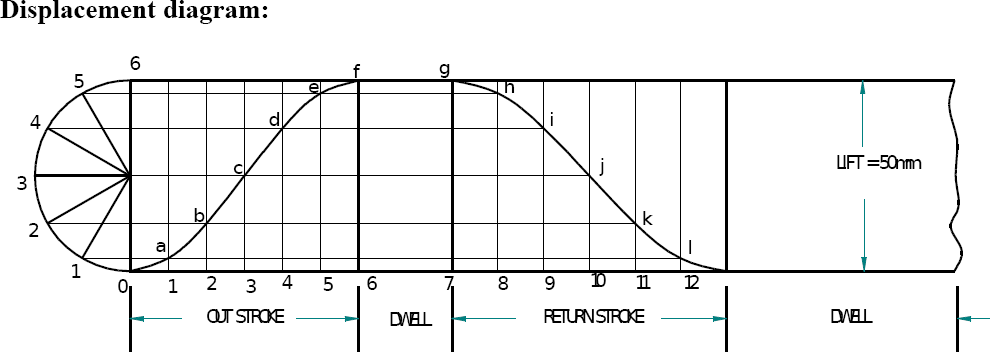 Displacement diagram:
6 f g
5 e h
4 d i
LIFT = 50mm
3 c j
2 b k
a l
1
0 1 2 3 4 5 6 7 8 9 10 11 12
OUT STROKE DWELL RETURN STROKE DWELL